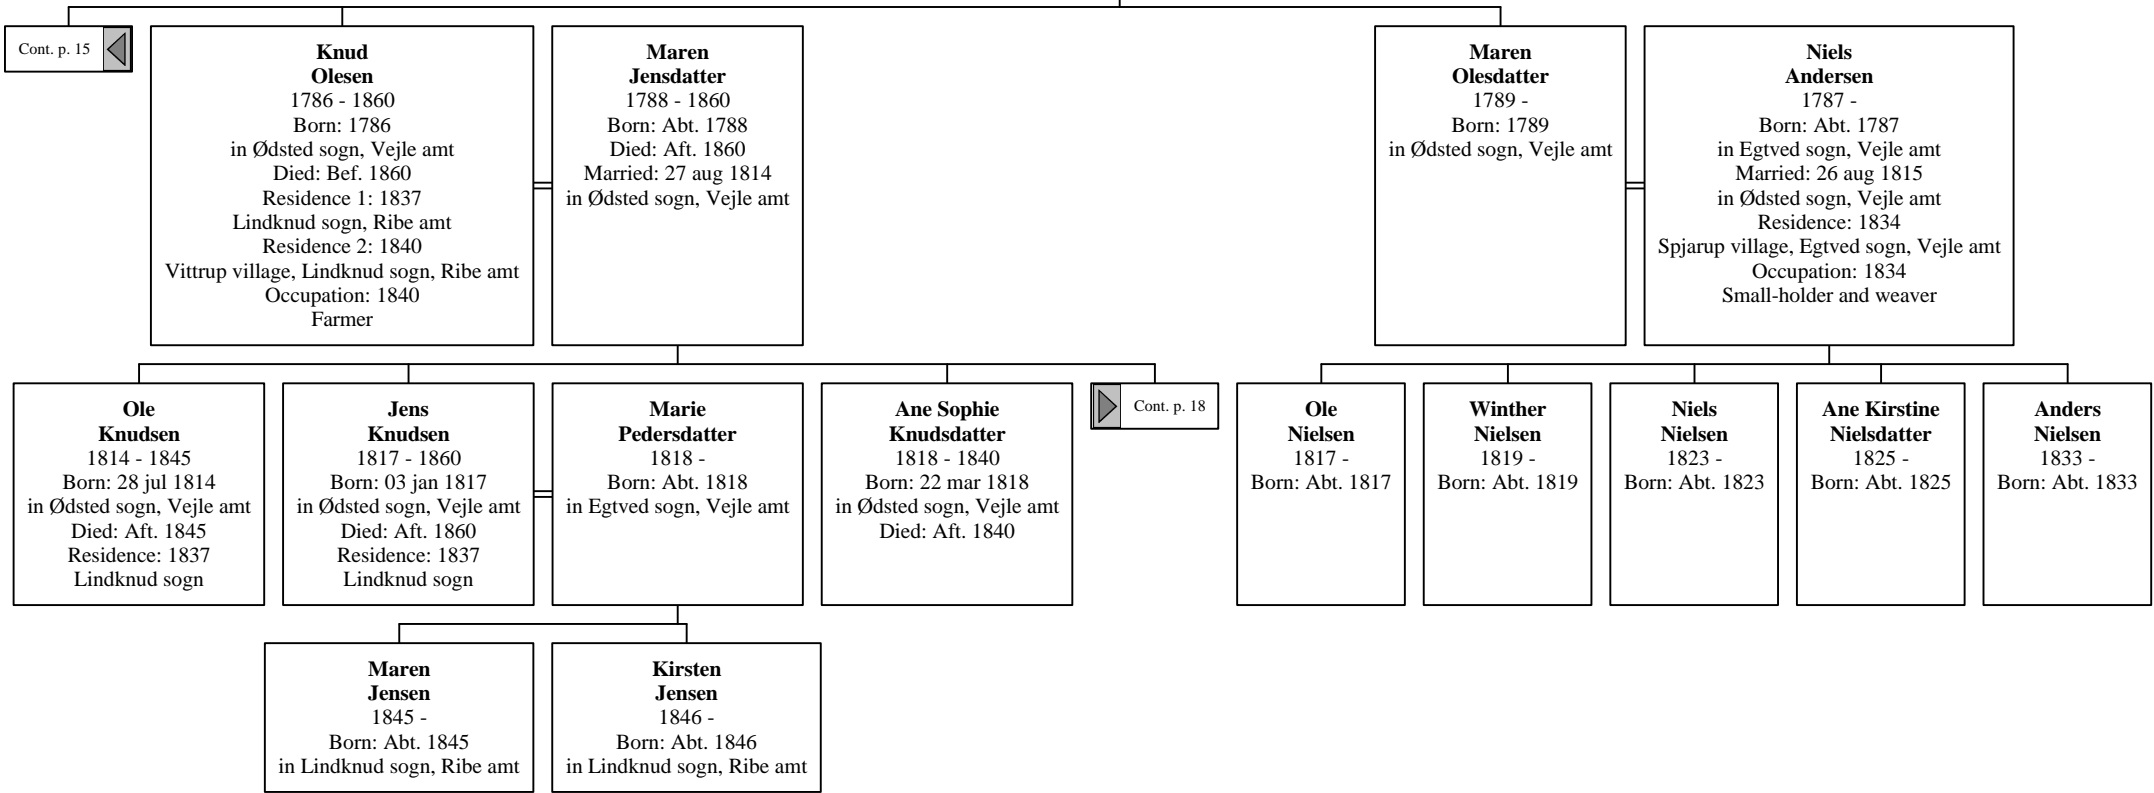 Cont. p. 15
Knud
Olesen
1786 - 1860
Born: 1786
in Ødsted sogn, Vejle amt
Died: Bef. 1860
Residence 1: 1837
Lindknud sogn, Ribe amt
Residence 2: 1840
Vittrup village, Lindknud sogn, Ribe amt
Occupation: 1840
Farmer
Maren
Jensdatter
1788 - 1860
Born: Abt. 1788
Died: Aft. 1860
Married: 27 aug 1814
in Ødsted sogn, Vejle amt
Maren
Olesdatter
1789 -
Born: 1789
in Ødsted sogn, Vejle amt
Niels
Andersen
1787 -
Born: Abt. 1787
in Egtved sogn, Vejle amt
Married: 26 aug 1815
in Ødsted sogn, Vejle amt
Residence: 1834
Spjarup village, Egtved sogn, Vejle amt
Occupation: 1834
Small-holder and weaver
Ole
Knudsen
1814 - 1845
Born: 28 jul 1814
in Ødsted sogn, Vejle amt
Died: Aft. 1845
Residence: 1837
Lindknud sogn
Jens
Knudsen
1817 - 1860
Born: 03 jan 1817
in Ødsted sogn, Vejle amt
Died: Aft. 1860
Residence: 1837
Lindknud sogn
Marie
Pedersdatter
1818 -
Born: Abt. 1818
in Egtved sogn, Vejle amt
Ane Sophie
Knudsdatter
1818 - 1840
Born: 22 mar 1818
in Ødsted sogn, Vejle amt
Died: Aft. 1840
Cont. p. 18
Ole
Nielsen
1817 -
Born: Abt. 1817
Winther
Nielsen
1819 -
Born: Abt. 1819
Niels
Nielsen
1823 -
Born: Abt. 1823
Ane Kirstine
Nielsdatter
1825 -
Born: Abt. 1825
Anders
Nielsen
1833 -
Born: Abt. 1833
Maren
Jensen
1845 -
Born: Abt. 1845
in Lindknud sogn, Ribe amt
Kirsten
Jensen
1846 -
Born: Abt. 1846
in Lindknud sogn, Ribe amt